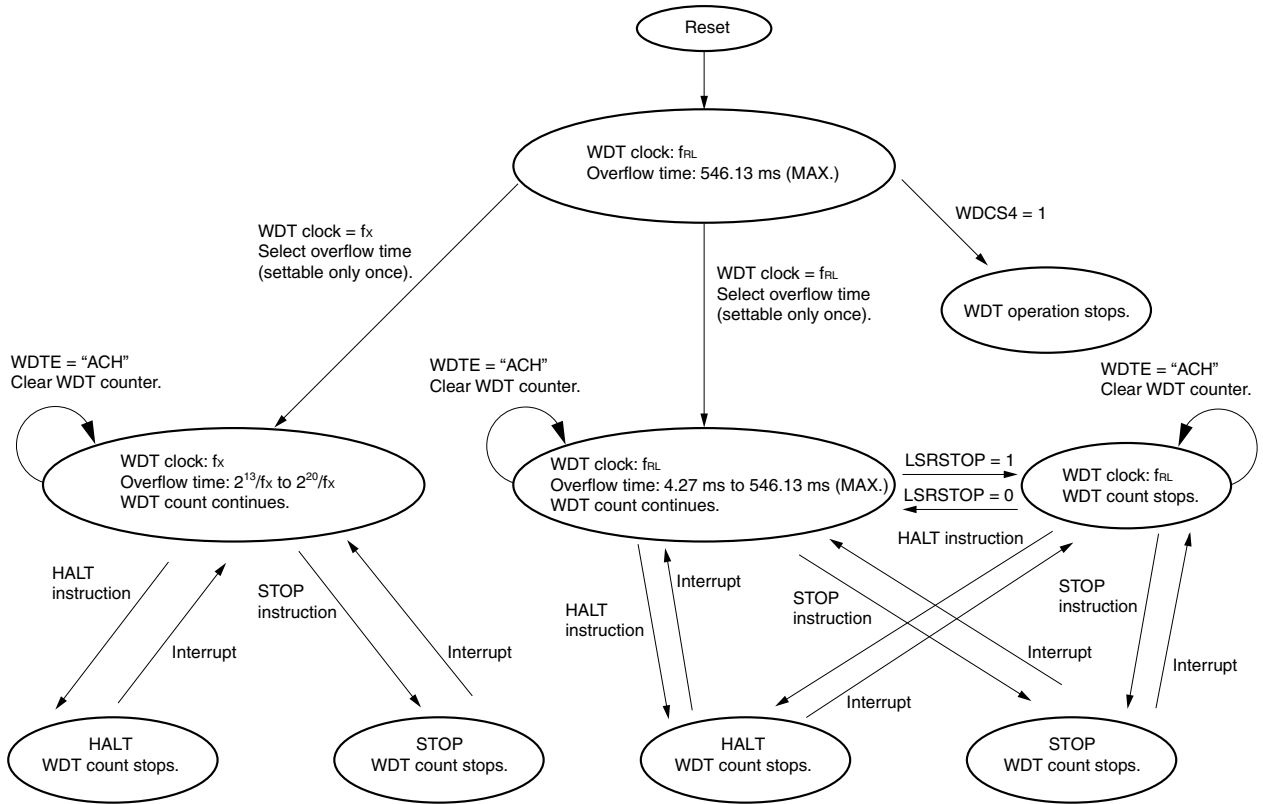 Reset
WDT clock: fRL
Overflow time: 546.13 ms (MAX.)
WDCS4 = 1
WDT clock = fX
Select overflow time
(settable only once).
WDT clock = fRL
Select overflow time
(settable only once).
WDT operation stops.
WDTE = “ACH”
Clear WDT counter.
WDTE = “ACH”
Clear WDT counter.
WDTE = “ACH”
Clear WDT counter.
WDT clock: fX
Overflow time: 2¹³/fX to 2²⁰/fX
WDT count continues.
WDT clock: fRL
Overflow time: 4.27 ms to 546.13 ms (MAX.)
WDT count continues.
LSRSTOP = 1
LSRSTOP = 0
WDT clock: fRL
WDT count stops.
HALT instruction
HALT
instruction
Interrupt
STOP
instruction
Interrupt
HALT
instruction
Interrupt
STOP
instruction
Interrupt
Interrupt
STOP
instruction
Interrupt
HALT
WDT count stops.
STOP
WDT count stops.
HALT
WDT count stops.
STOP
WDT count stops.